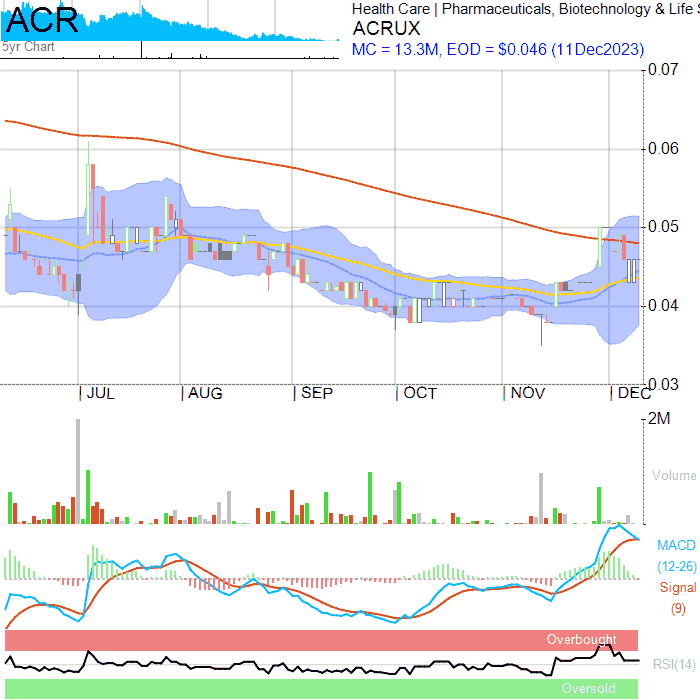 ACR
5yr Chart
Health Care | Pharmaceuticals, Biotechnology & Life S
ACRUX
MC = 13.3M, EOD = $0.046 (11Dec2023)
0.07
0.06
0.05
0.04
0.03
JUL AUG SEP OCT NOV DEC
2M
Volume
MACD
(12-26)
Signal
(9)
Overbought
RSI(14)
Oversold